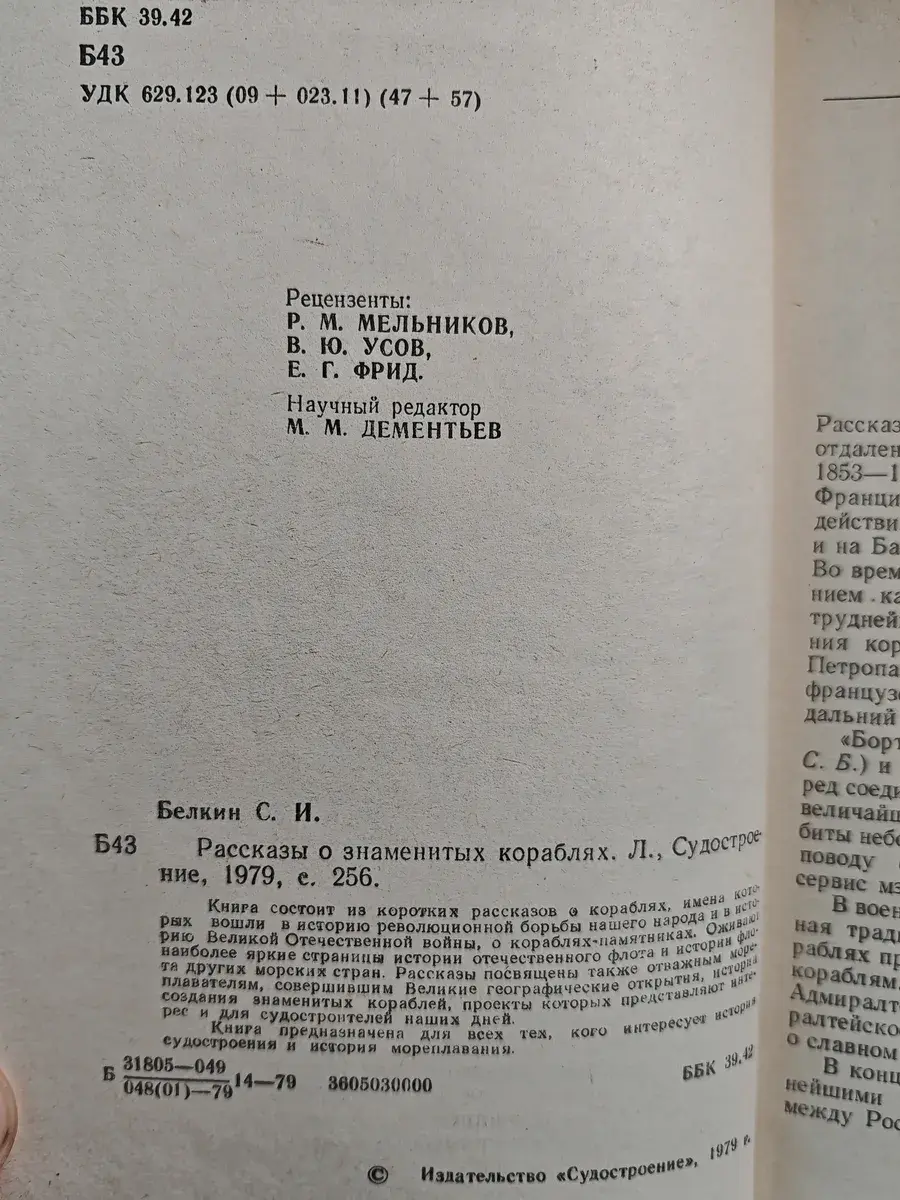 ББК 39.42
Б43
УДК 629.123 (09 + 023.11) (47 + 57)
Рецензенты:
Р. М. МЕЛЬНИКОВ,
В. Ю. УСОВ,
Е. Г. ФРИД.
Научный редактор
М. М. ДЕМЕНТЬЕВ
Белкин С. И.
Б43 Рассказы о знаменитых кораблях. Л., Судострое-
ние, 1979, с. 256.
Книга состоит из коротких рассказов о кораблях, имена кото-
рых вошли в историю революционной борьбы нашего народа и в исто-
рию Великой Отечественной войны, о кораблях-памятниках. Оживают
наиболее яркие страницы истории отечественного флота и истории фло-
та других морских стран. Рассказы посвящены также отважным море-
плавателям, совершившим Великие географические открытия, истории
создания знаменитых кораблей, проекты которых представляют инте-
рес и для судостроителей наших дней.
Книга предназначена для всех тех, кого интересует история
судостроения и история мореплавания.
Б 31805—049
048(01)—79 14—79 3605030000
ББК 39.42
© Издательство «Судостроение», 1979 г.
Рассказ
отдален
1853—1
Франци
действи
и на Ба
Во врем
нием ка
трудней
ния кор
Петропа
французс
дальний
«Борт
С. Б.) и
ред соеди
величайш
биты небо
поводу
сервис мз
В воен
ная трад
раблях пр
кораблям.
Адмиралт
ралтейско
о славном
В конц
нейшими
между Рос